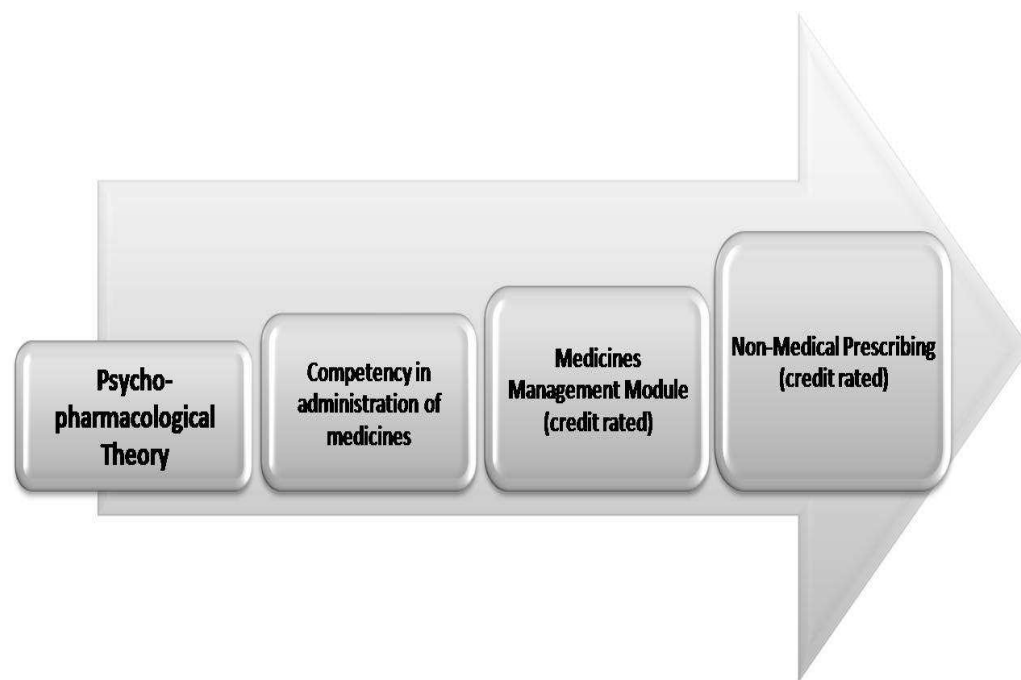 Psycho-
pharmacological
Theory
Competency in
administration of
medicines
Medicines
Management Module
(credit rated)
Non-Medical Prescribing
(credit rated)